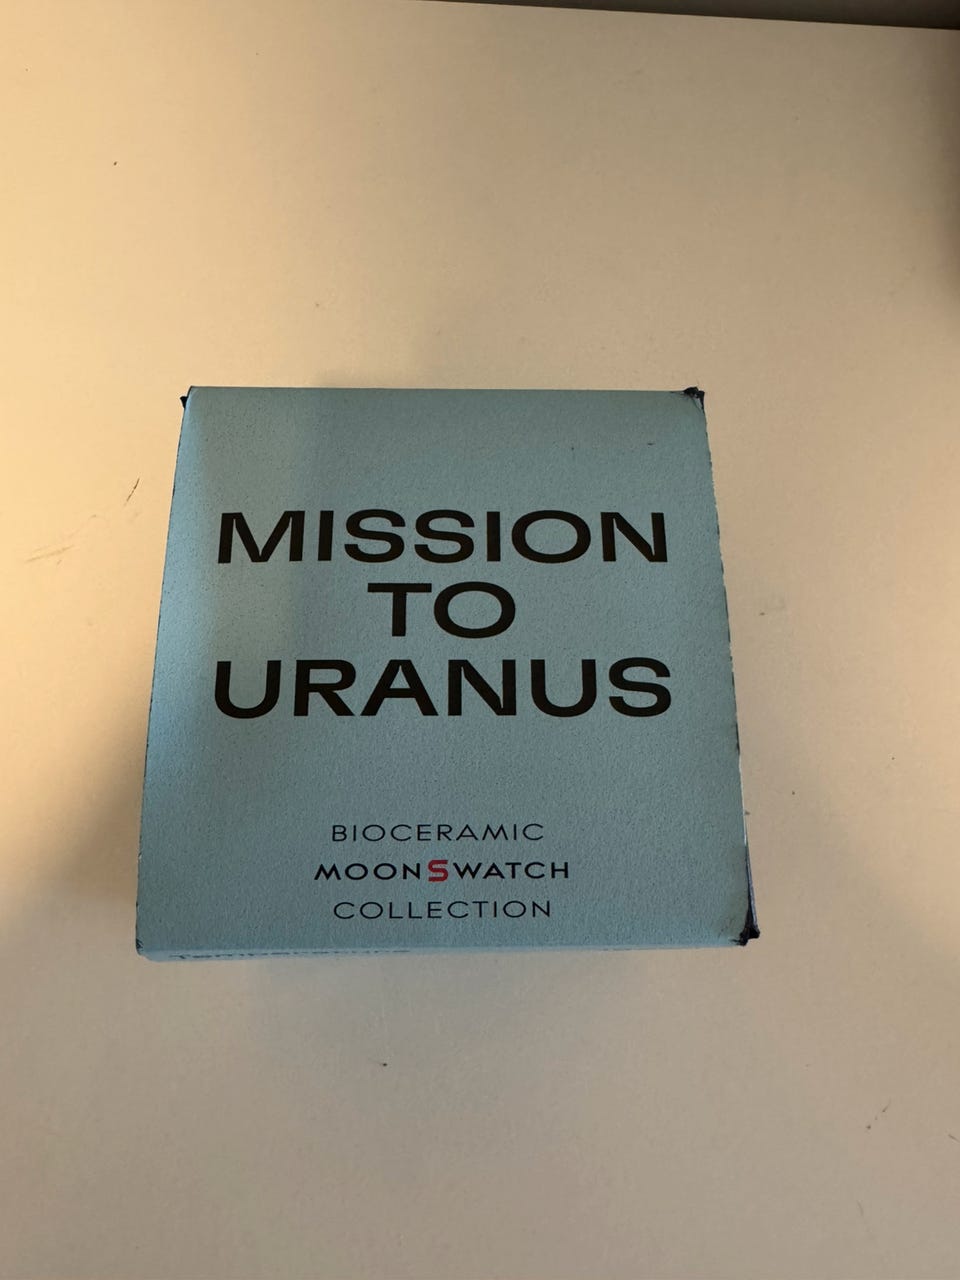 MISSION
TO
URANUS
BIOCERAMIC
MOONSWATCH
COLLECTION